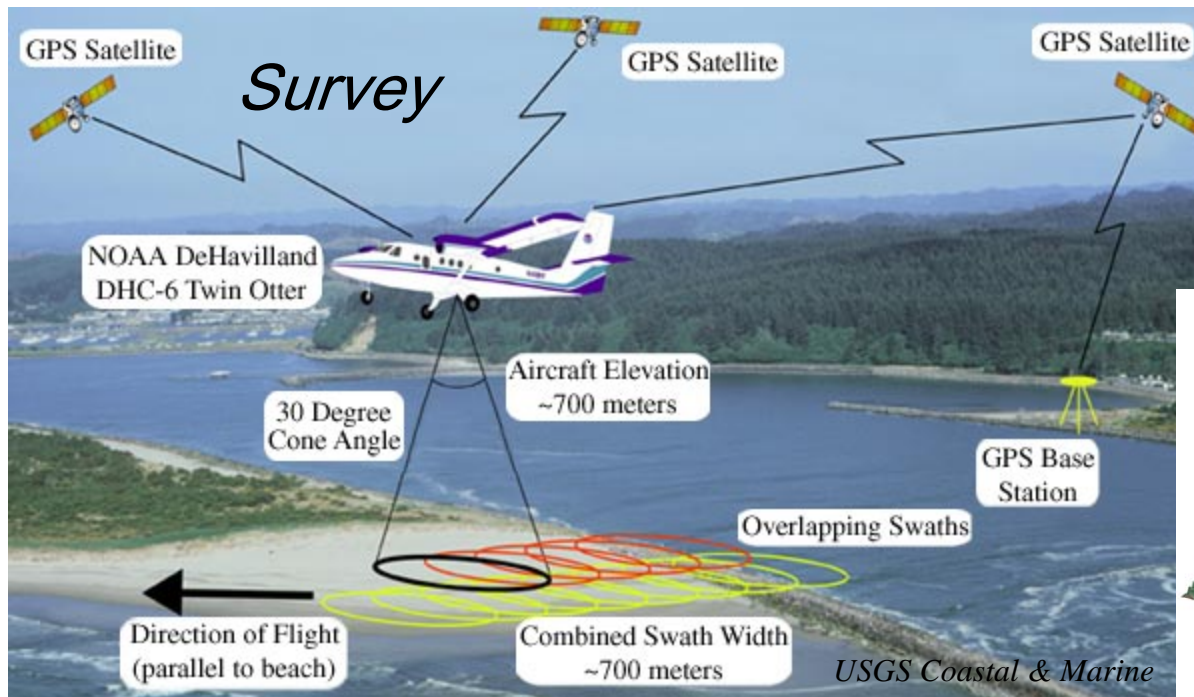 GPS Satellite
GPS Satellite
GPS Satellite
Survey
NOAA DeHavilland
DHC-6 Twin Otter
Aircraft Elevation
~700 meters
30 Degree
Cone Angle
GPS Base
Station
Overlapping Swaths
Direction of Flight
(parallel to beach)
Combined Swath Width
~700 meters
USGS Coastal & Marine